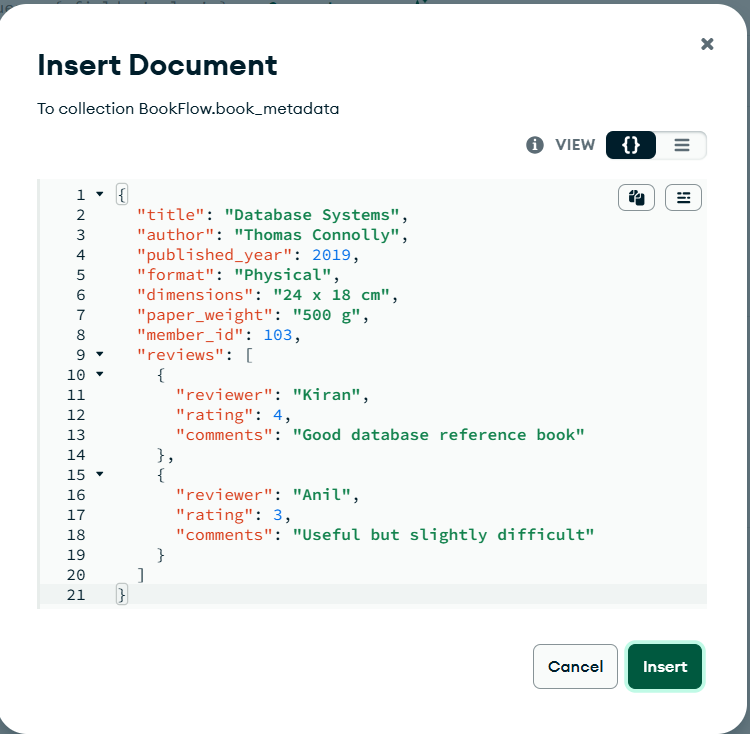 Insert Document
To collection BookFlow.book_metadata
VIEW {}
1 {
2 "title": "Database Systems",
3 "author": "Thomas Connolly",
4 "published_year": 2019,
5 "format": "Physical",
6 "dimensions": "24 x 18 cm",
7 "paper_weight": "500 g",
8 "member_id": 103,
9 "reviews": [
10 {
11 "reviewer": "Kiran",
12 "rating": 4,
13 "comments": "Good database reference book"
14 },
15 {
16 "reviewer": "Anil",
17 "rating": 3,
18 "comments": "Useful but slightly difficult"
19 }
20 ]
21 }
Cancel Insert